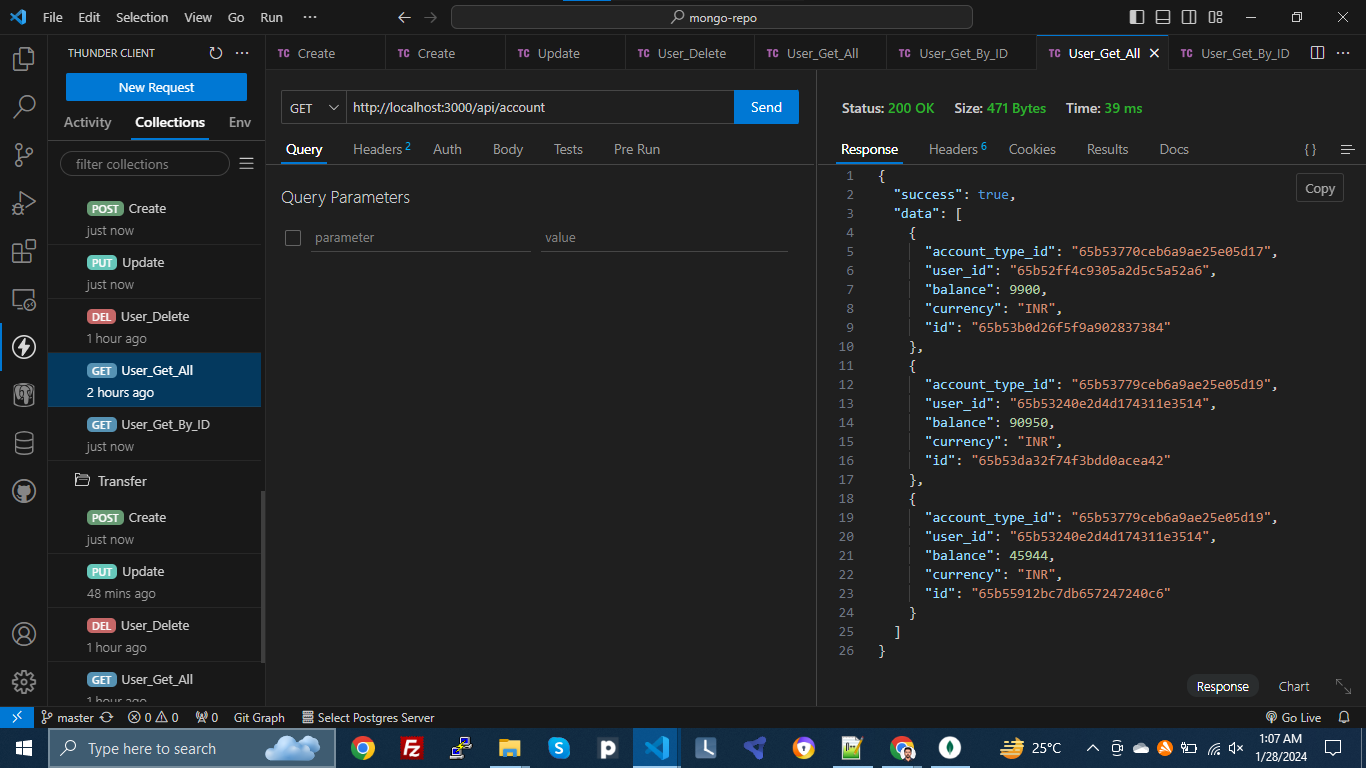 File Edit Selection View Go Run ··· mongo-repo
THUNDER CLIENT ···
New Request
Activity Collections Env
filter collections
POST Create
just now
PUT Update
just now
DEL User_Delete
1 hour ago
GET User_Get_All
2 hours ago
GET User_Get_By_ID
just now
Transfer
POST Create
just now
PUT Update
48 mins ago
DEL User_Delete
1 hour ago
GET User_Get_All
1 hour ago
TC Create TC Create TC Update TC User_Delete TC User_Get_All TC User_Get_By_ID TC User_Get_All TC User_Get_By_ID ···
GET http://localhost:3000/api/account Send
Query Headers 2 Auth Body Tests Pre Run
Query Parameters
parameter value
Status: 200 OK Size: 471 Bytes Time: 39 ms
Response Headers 6 Cookies Results Docs { }
Copy
1 {
2 "success": true,
3 "data": [
4 {
5 "account_type_id": "65b53770ceb6a9ae25e05d17",
6 "user_id": "65b52ff4c9305a2d5c5a52a6",
7 "balance": 9900,
8 "currency": "INR",
9 "id": "65b53b0d26f5f9a902837384"
10 },
11 {
12 "account_type_id": "65b53779ceb6a9ae25e05d19",
13 "user_id": "65b53240e2d4d174311e3514",
14 "balance": 90950,
15 "currency": "INR",
16 "id": "65b53da32f74f3bdd0acea42"
17 },
18 {
19 "account_type_id": "65b53779ceb6a9ae25e05d19",
20 "user_id": "65b53240e2d4d174311e3514",
21 "balance": 45944,
22 "currency": "INR",
23 "id": "65b55912bc7db657247240c6"
24 }
25 ]
26 }
Response Chart
master 0 0 0 Git Graph Select Postgres Server Go Live
Type here to search 25°C 1:07 AM
1/28/2024